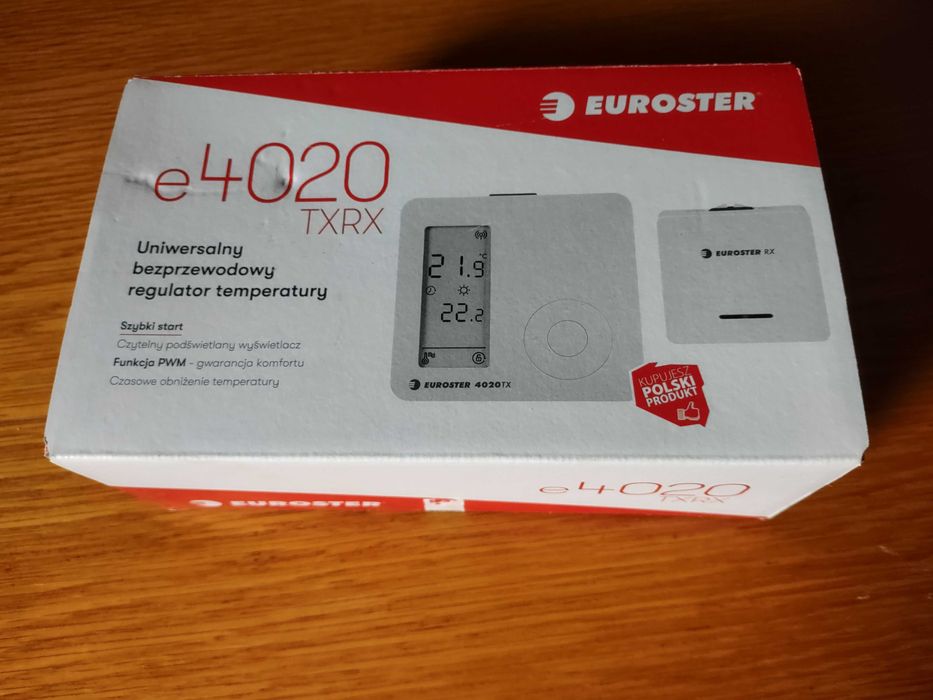 EUROSTER
e4020
TXRX
Uniwersalny
bezprzewodowy
regulator temperatury
Szybki start
Czytelny podświetlany wyświetlacz
Funkcja PWM - gwarancja komfortu
Czasowe obniżenie temperatury
21.9 °C
22.2
EUROSTER 4020TX
EUROSTER RX
KUPUJESZ
POLSKI
PRODUKT
EUROSTER
e4020
TXRX